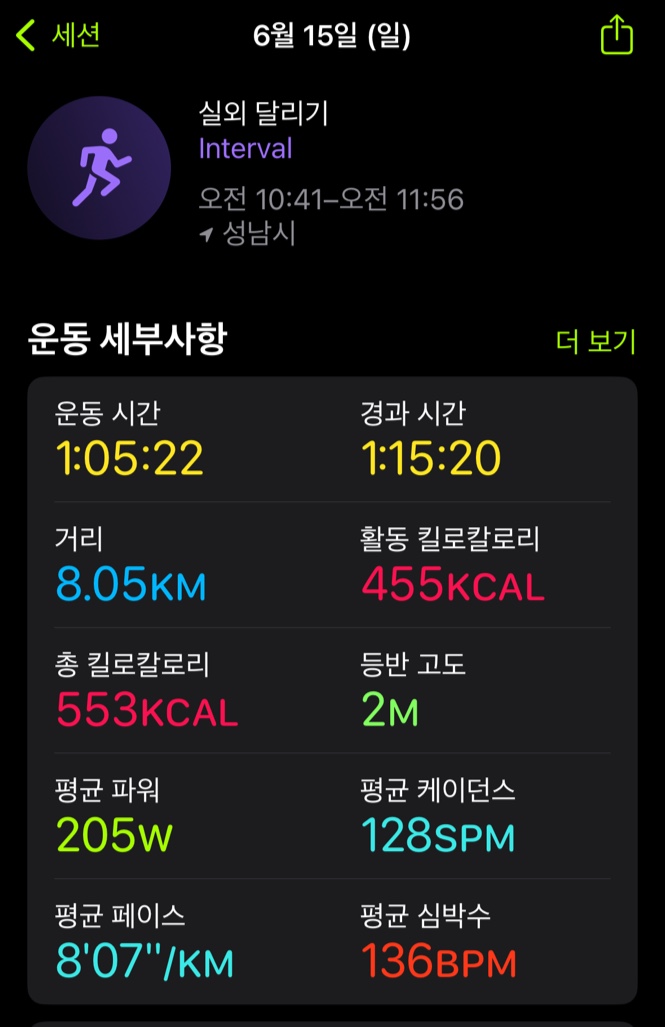 세션
6월 15일 (일)
실외 달리기
Interval
오전 10:41–오전 11:56
성남시
운동 세부사항
더 보기
운동 시간
경과 시간
1:05:22
1:15:20
거리
활동 킬로칼로리
8.05KM
455KCAL
총 킬로칼로리
등반 고도
553KCAL
2M
평균 파워
평균 케이던스
205W
128SPM
평균 페이스
평균 심박수
8'07"/KM
136BPM